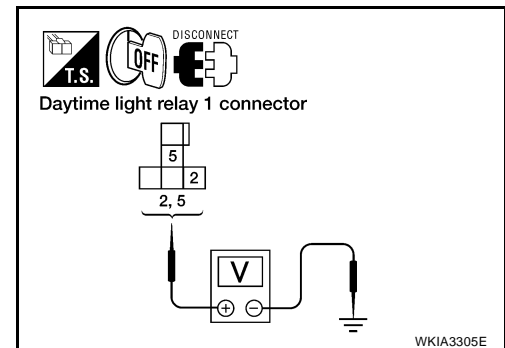 DISCONNECT
T.S.
OFF
Daytime light relay 1 connector
5
2
2, 5
V
+ −
WKIA3305E